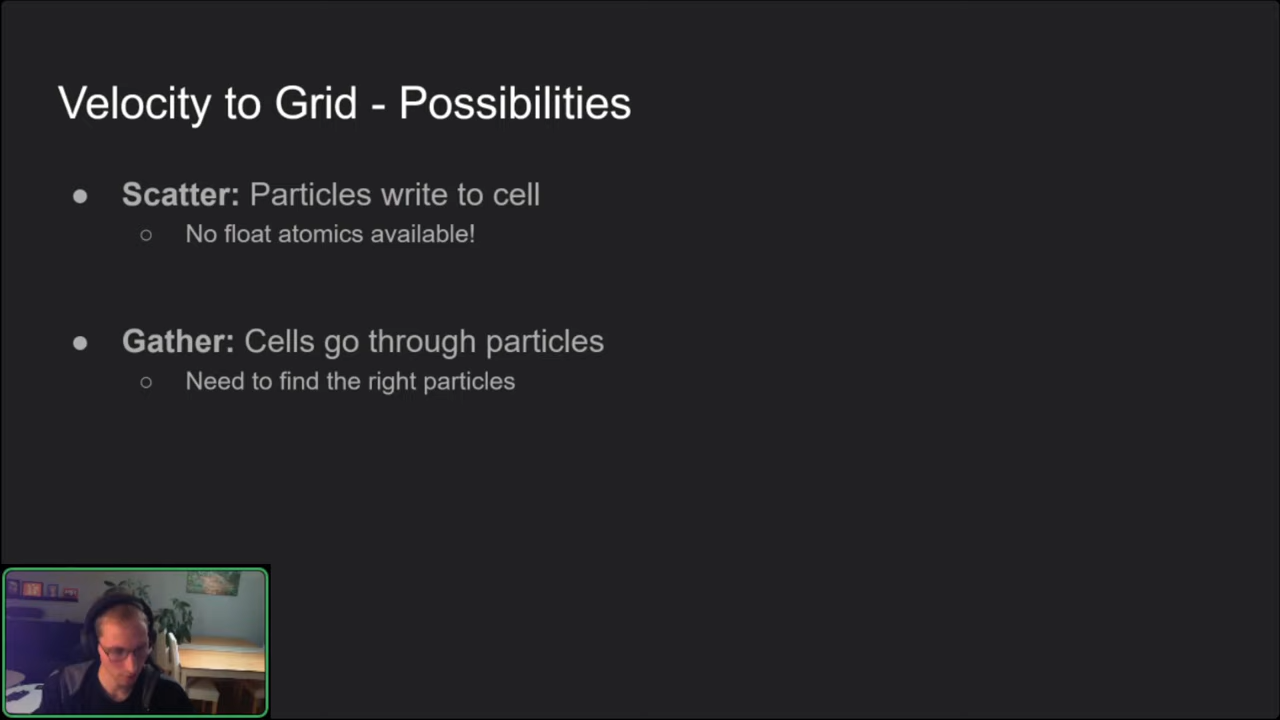 Velocity to Grid - Possibilities
● Scatter: Particles write to cell
○ No float atomics available!
● Gather: Cells go through particles
○ Need to find the right particles